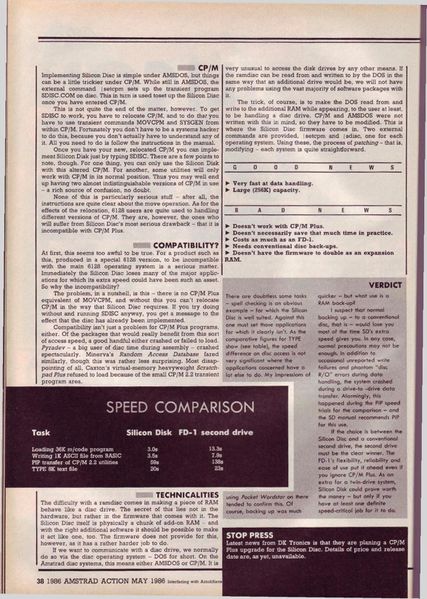 CP/M
Implementing Silicon Disc is simple under AMSDOS, but things
can be a little trickier under CP/M. While still in AMSDOS, the
external command |setcpm sets up the transient program
SDISC.COM on disc. This in turn is used toset up the Silicon Disc
once you have entered CP/M.
This is not quite the end of the matter, however. To get
SDISC to work, you have to relocate CP/M, and to do that you
have to use transient commands MOVCPM and SYSGEN from
within CP/M. Fortunately you don't have to be a systems hacker
to do this, because you don't actually have to understand any of
it. All you need to do is follow the instructions in the manual.
Once you have your new, relocated CP/M you can implement
Silicon Disk just by typing SDISC. There are a few points to
note, though. For one thing, you can only use the Silicon Disk
with this altered CP/M. For another, some utilities will only
work with CP/M in its normal position. Thus you may well end
up having two almost indistinguishable versions of CP/M in use
– a rich source of confusion, no doubt.
None of this is particularly serious stuff – after all, the
instructions are quite clear about the move operation. As for the
effects of the relocation, 6128 users are quite used to handling
different versions of CP/M. They are, however, the ones who
will suffer from Silicon Disc's most serious drawback – that it is
incompatible with CP/M Plus.
COMPATIBILITY?
At first, this seems too awful to be true. For a product such as
this, produced in a special 6128 version, to be incompatible
with the main 6128 operating system is a serious matter.
Immediately the Silicon Disc loses many of the major applications
for which its extra speed could have been such an asset.
So why the incompatibility?
The problem, in a nutshell, is this – there is no CP/M Plus
equivalent of MOVCPM, and without this you can't relocate
CP/M in the way that Silicon Disc requires. If you try doing
without and running SDISC anyway, you get a message to the
effect that the disc has already been implemented.
Compatibility isn't just a problem for CP/M Plus programs,
either. Of the packages that would really benefit from this sort
of access speed, a good handful either crashed or failed to load.
Pyradev – a big user of disc time during assembly – crashed
spectacularly. Minerva's Random Access Database fared
similarly, though this was rather less surprising. Most disappointing
of all, Caxton's virtual-memory heavyweight Scratchpad
Plus refused to load because of the small CP/M 2.2 transient
program area.
SPEED COMPARISON
Task Silicon Disk FD-1 second drive
Loading 36K m/code program 3.0s 13.3s
Writing 1K ASCII file from BASIC 3.5s 7.9s
PIP transfer of CP/M 2.2 utilities 59s 138s
TYPE 6K text file 20s 23s
TECHNICALITIES
The difficulty with a ramdisc comes in making a piece of RAM
behave like a disc drive. The secret of this lies not in the
hardware, but rather in the firmware that comes with it. The
Silicon Disc itself is physically a chunk of add-on RAM – and
with the right additional software it should be possible to make
it act like one, too. The firmware does not provide for this,
however, as it has a rather harder job to do.
If we want to communicate with a disc drive, we normally
do so via the disc operating system, or DOS for short. On the
Amstrad disc systems, this means either AMSDOS or CP/M. It is
very unusual to access the disk drives by any other means. If
the ramdisc can be read from and written to by the DOS in the
same way that an additional drive would be, we will not have
any problems using the vast majority of software packages with
it.
The trick, of course, is to make the DOS read from and
write to the additional RAM while appearing, to the user at least,
to be handling a disc drive. CP/M and AMSDOS were not
written with this in mind, so they have to be modified. This is
where the Silicon Disc firmware comes in. Two external
commands are provided, |setcpm and |sdisc, one for each
operating system. Using these, the process of patching – that is,
modifying – each system is quite straightforward.
GOOD NEWS
► Very fast at data handling.
► Large (256K) capacity.
BAD NEWS
► Doesn't work with CP/M Plus.
► Doesn't necessarily save that much time in practice.
► Costs as much as an FD-1.
► Needs conventional disc back-ups.
► Doesn't have the firmware to double as an expansion
RAM.
VERDICT
There are doubtless some tasks
– spell checking is an obvious
example – for which the Silicon
Disc is well suited. Against this
one must set those applications
for which it clearly isn't. As the
comparative figures for TYPE
show (see table), the speed
difference on disc access is not
very significant where the
applications concerned have a
lot else to do. My impressions of
using Pocket Wordstar on there
tended to confirm this. Of
course, backing up was much
quicker – but what use is a
RAM back-up?
I suspect that normal
backing up – to a conventional
disc, that is – would lose you
most of the time SD's extra
speed gives you. In any case,
normal precautions may not be
enough. In addition to
occasional unreported write
failures and phantom "disc
R/O" errors during data
handling, the system crashed
during a drive-to-drive data
transfer. Alarmingly, this
happened during the PIP speed
trials for the comparison – and
the SD manual recommends PIP
for this use.
If the choice is between the
Silicon Disc and a conventional
second drive, the second drive
must be the clear winner. The
FD-1's flexibility, reliability and
ease of use put it ahead even if
you ignore CP/M Plus. As an
extra for a twin-drive system,
Silicon Disk could prove worth
the money – but only if you
have at least one definite
speed-critical job for it to do.
STOP PRESS
Latest news from DK Tronics is that they are planing a CP/M
Plus upgrade for the Silicon Disc. Details of price and release
date are, as yet, unavailable.
38 1986 AMSTRAD ACTION MAY 1986 Interfacing with Armidillaes